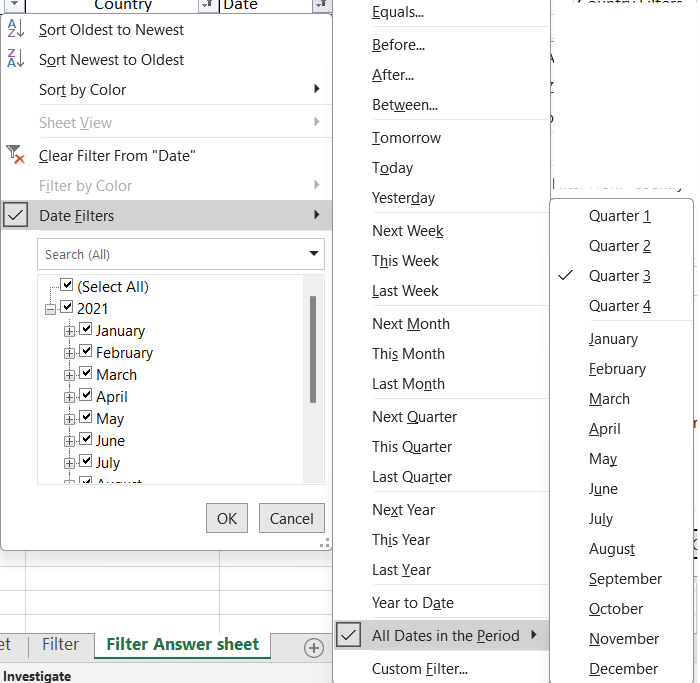 Country
Date
Sort Oldest to Newest
Sort Newest to Oldest
Sort by Color
Sheet View
Clear Filter From "Date"
Filter by Color
Date Filters
Search (All)
(Select All)
2021
January
February
March
April
May
June
July
August
OK
Cancel
Equals...
Before...
After...
Between...
Tomorrow
Today
Yesterday
Next Week
This Week
Last Week
Next Month
This Month
Last Month
Next Quarter
This Quarter
Last Quarter
Next Year
This Year
Last Year
Year to Date
All Dates in the Period
Custom Filter...
Country Filters
Quarter 1
Quarter 2
Quarter 3
Quarter 4
January
February
March
April
May
June
July
August
September
October
November
December
Filter
Filter Answer sheet
Investigate